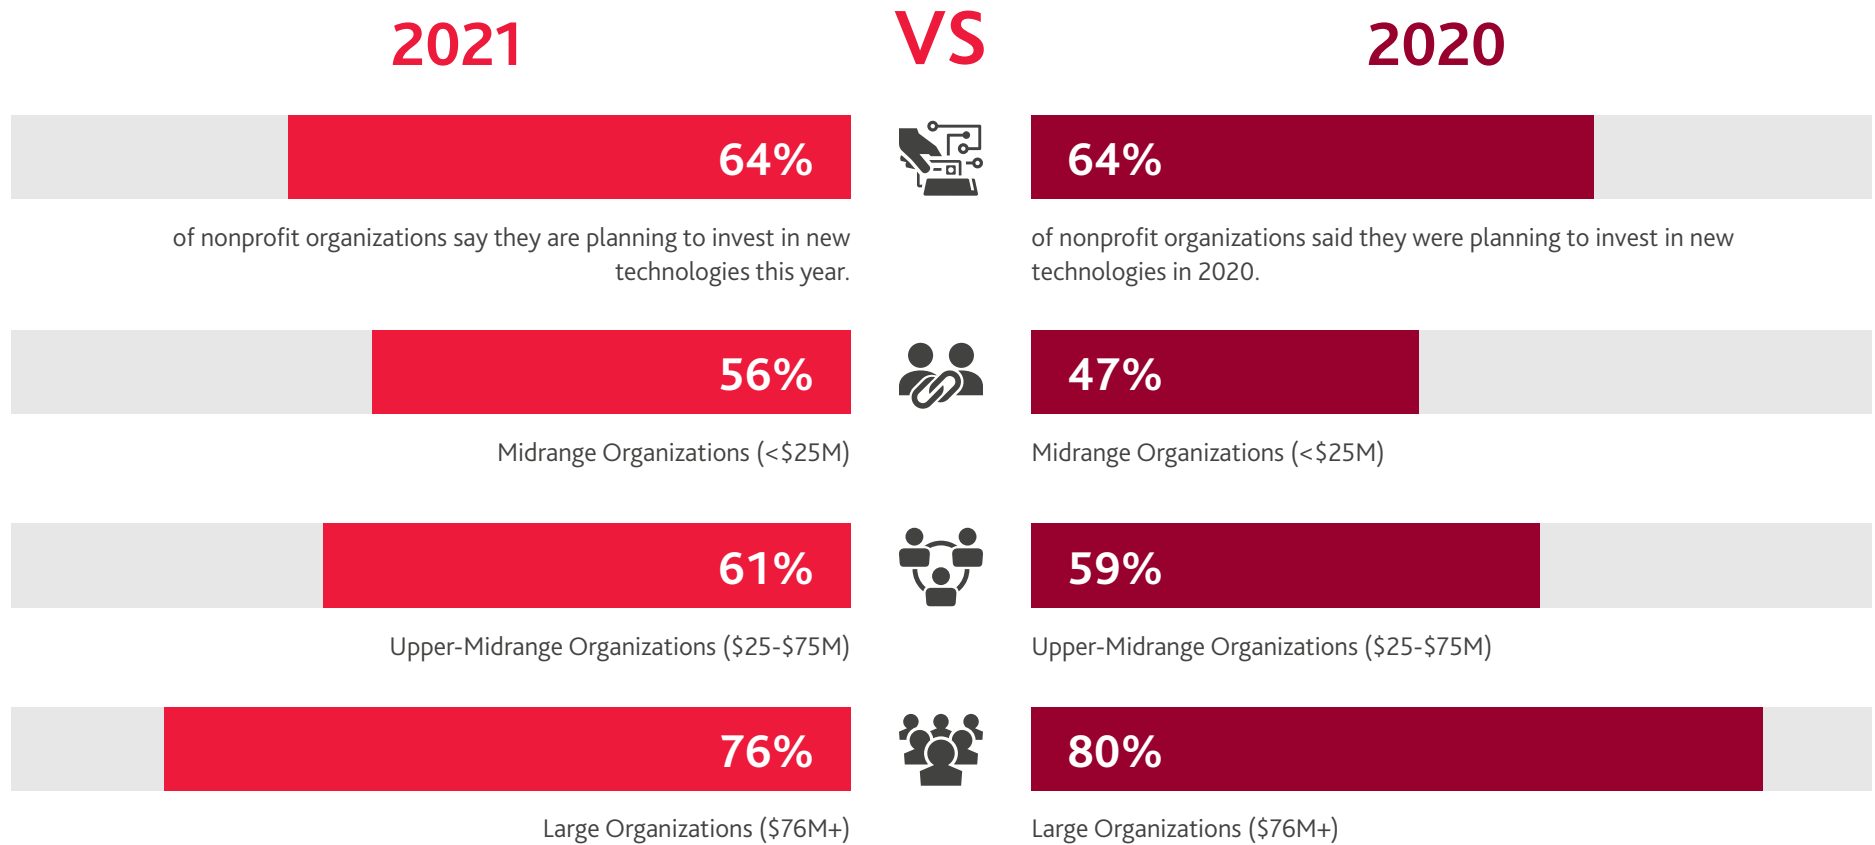 2021
VS
2020
64%
64%
of nonprofit organizations say they are planning to invest in new
technologies this year.
of nonprofit organizations said they were planning to invest in new
technologies in 2020.
56%
47%
Midrange Organizations (<$25M)
Midrange Organizations (<$25M)
61%
59%
Upper-Midrange Organizations ($25-$75M)
Upper-Midrange Organizations ($25-$75M)
76%
80%
Large Organizations ($76M+)
Large Organizations ($76M+)